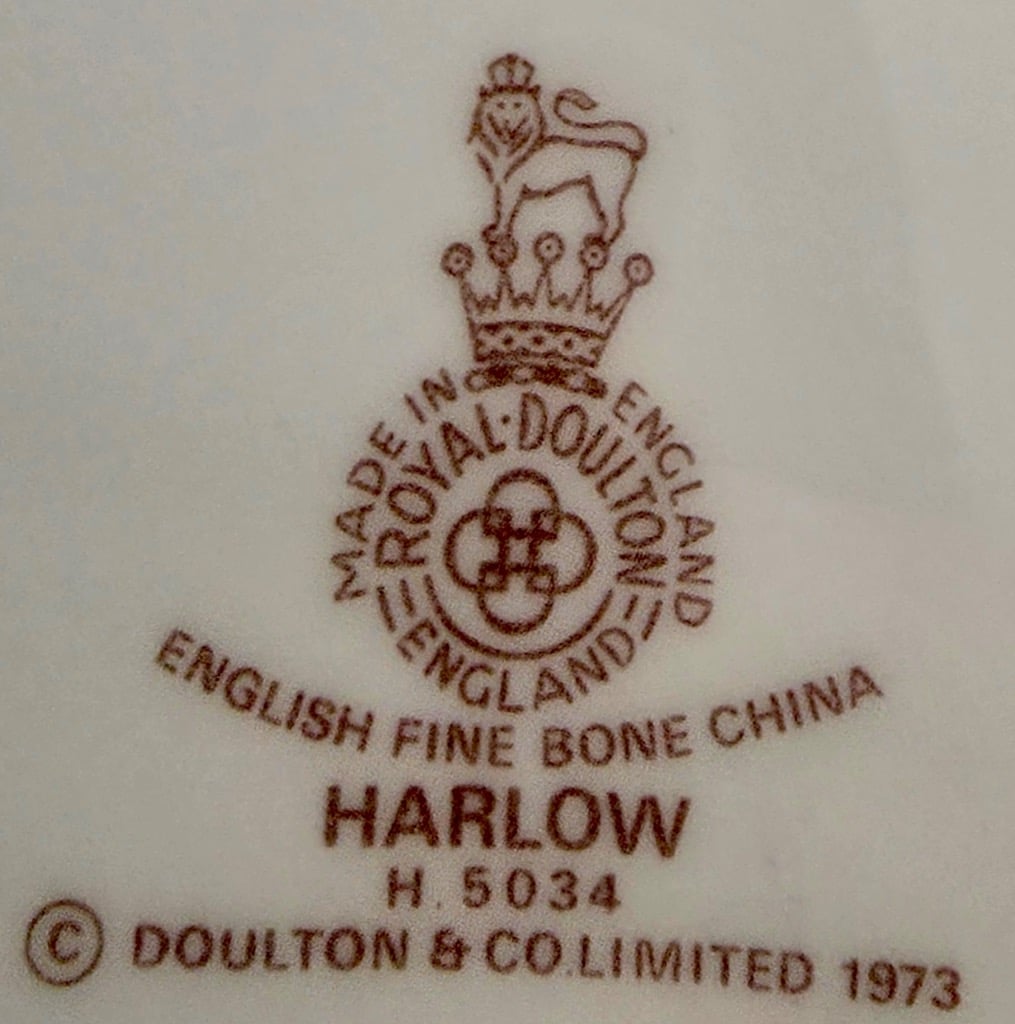 MADE IN ENGLAND
ROYAL·DOULTON
ENGLAND
ENGLISH FINE BONE CHINA
HARLOW
H. 5034
© DOULTON & CO. LIMITED 1973